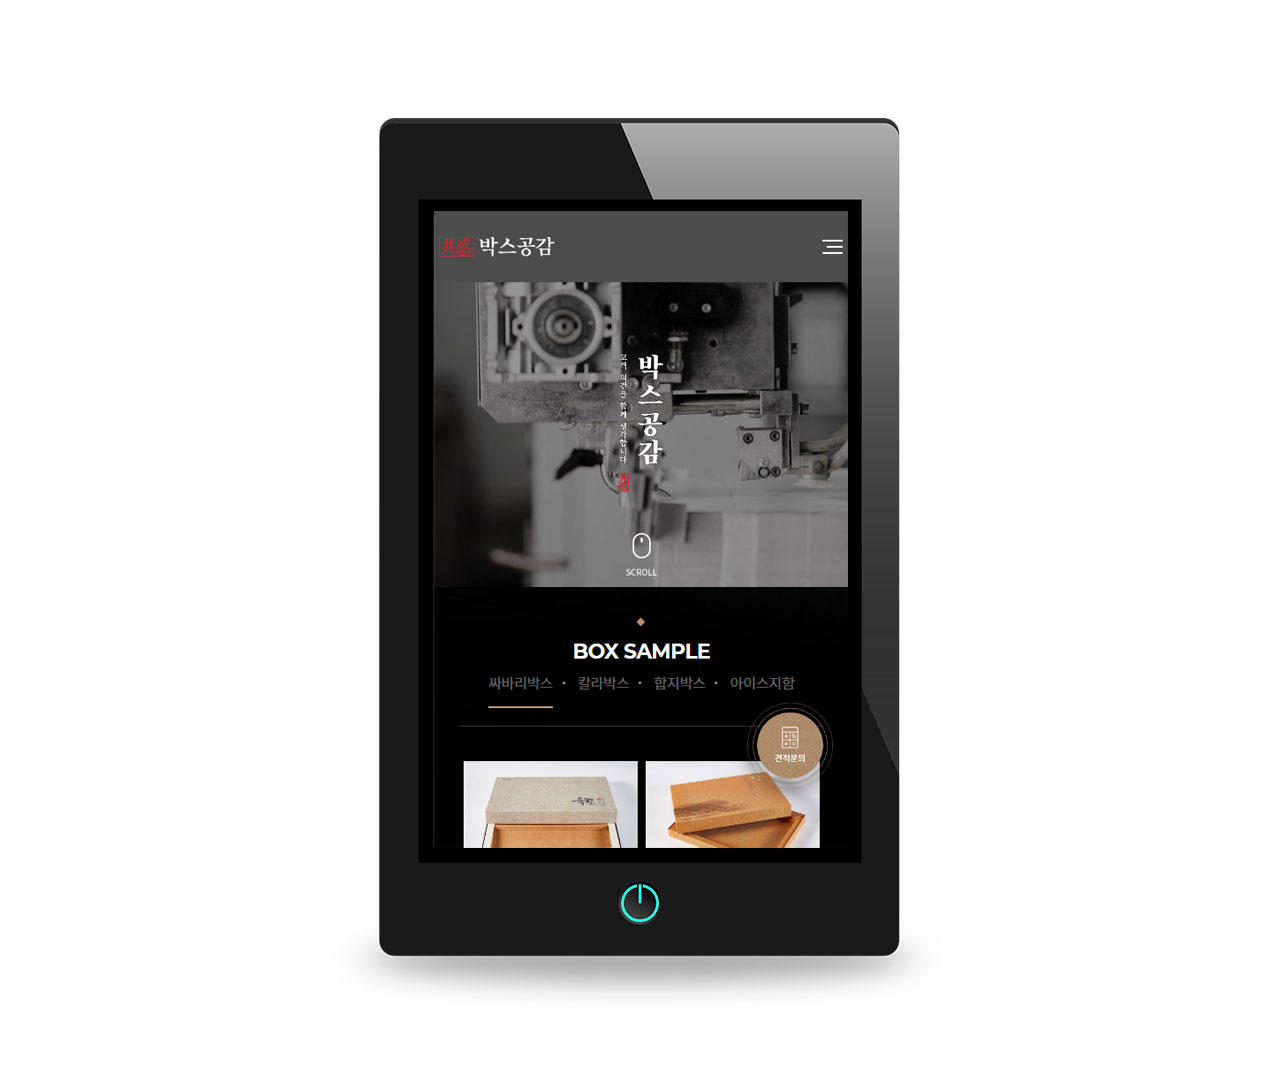 共感 박스공감
박스공감
고객 의견을 함께 생각합니다
共感
SCROLL
BOX SAMPLE
싸바리박스 · 칼라박스 · 합지박스 · 아이스지함
견적문의